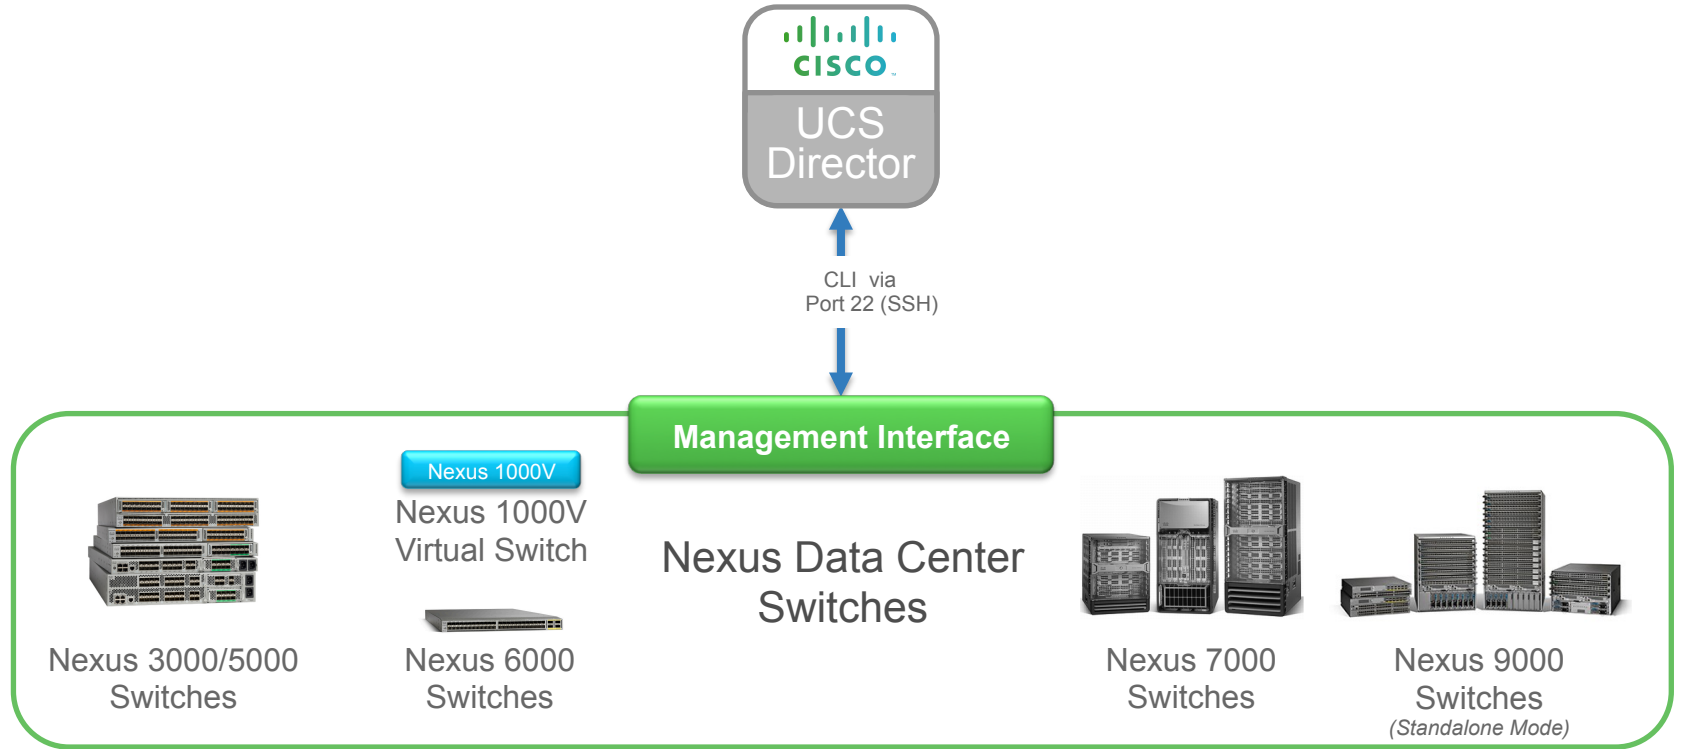 CISCO
UCS
Director
CLI via
Port 22 (SSH)
Management Interface
Nexus 1000V
Nexus 1000V
Virtual Switch
Nexus Data Center
Switches
Nexus 3000/5000
Switches
Nexus 6000
Switches
Nexus 7000
Switches
Nexus 9000
Switches
(Standalone Mode)